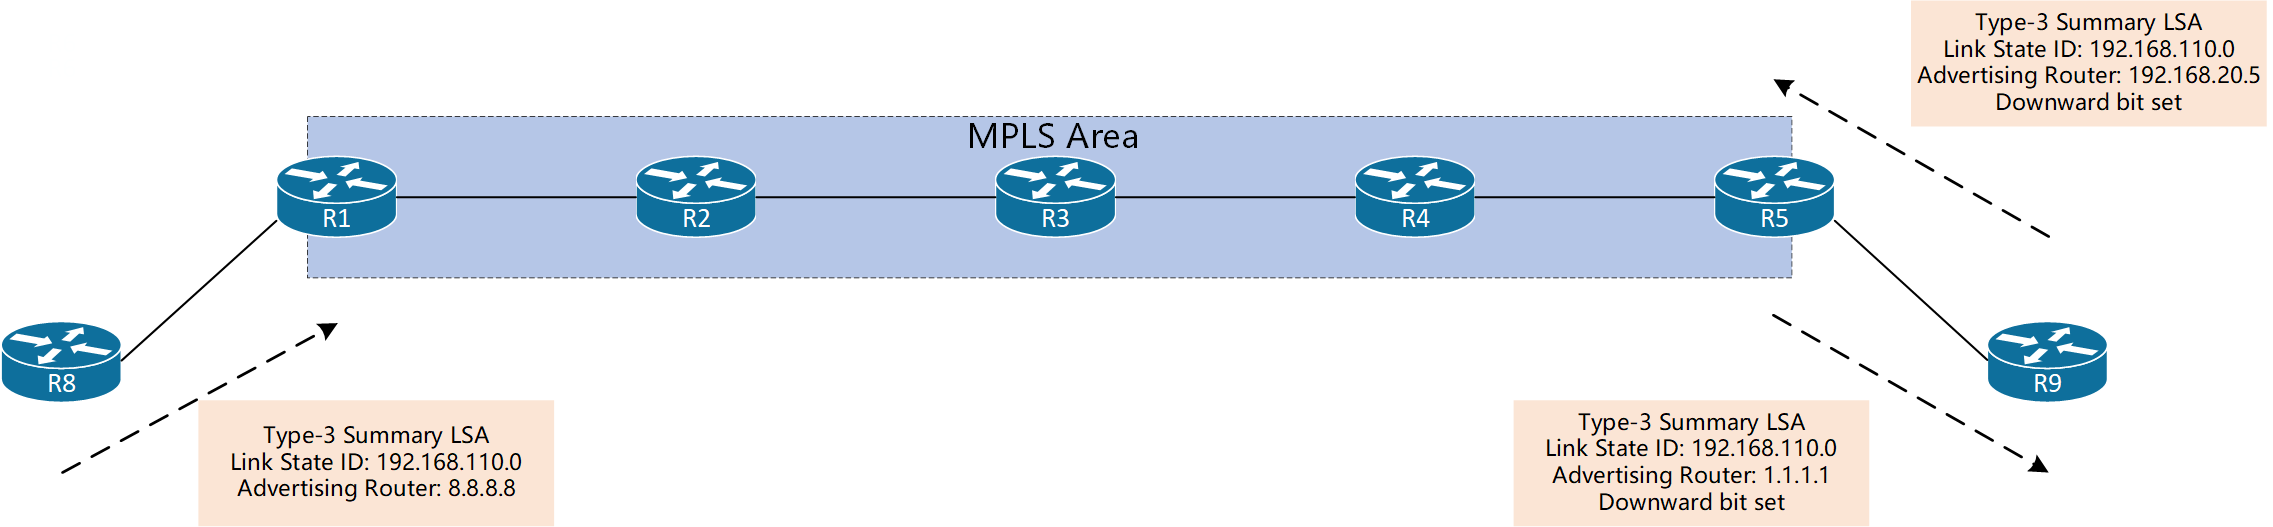 Type-3 Summary LSA
Link State ID: 192.168.110.0
Advertising Router: 192.168.20.5
Downward bit set
MPLS Area
R1
R2
R3
R4
R5
R8
R9
Type-3 Summary LSA
Link State ID: 192.168.110.0
Advertising Router: 8.8.8.8
Type-3 Summary LSA
Link State ID: 192.168.110.0
Advertising Router: 1.1.1.1
Downward bit set